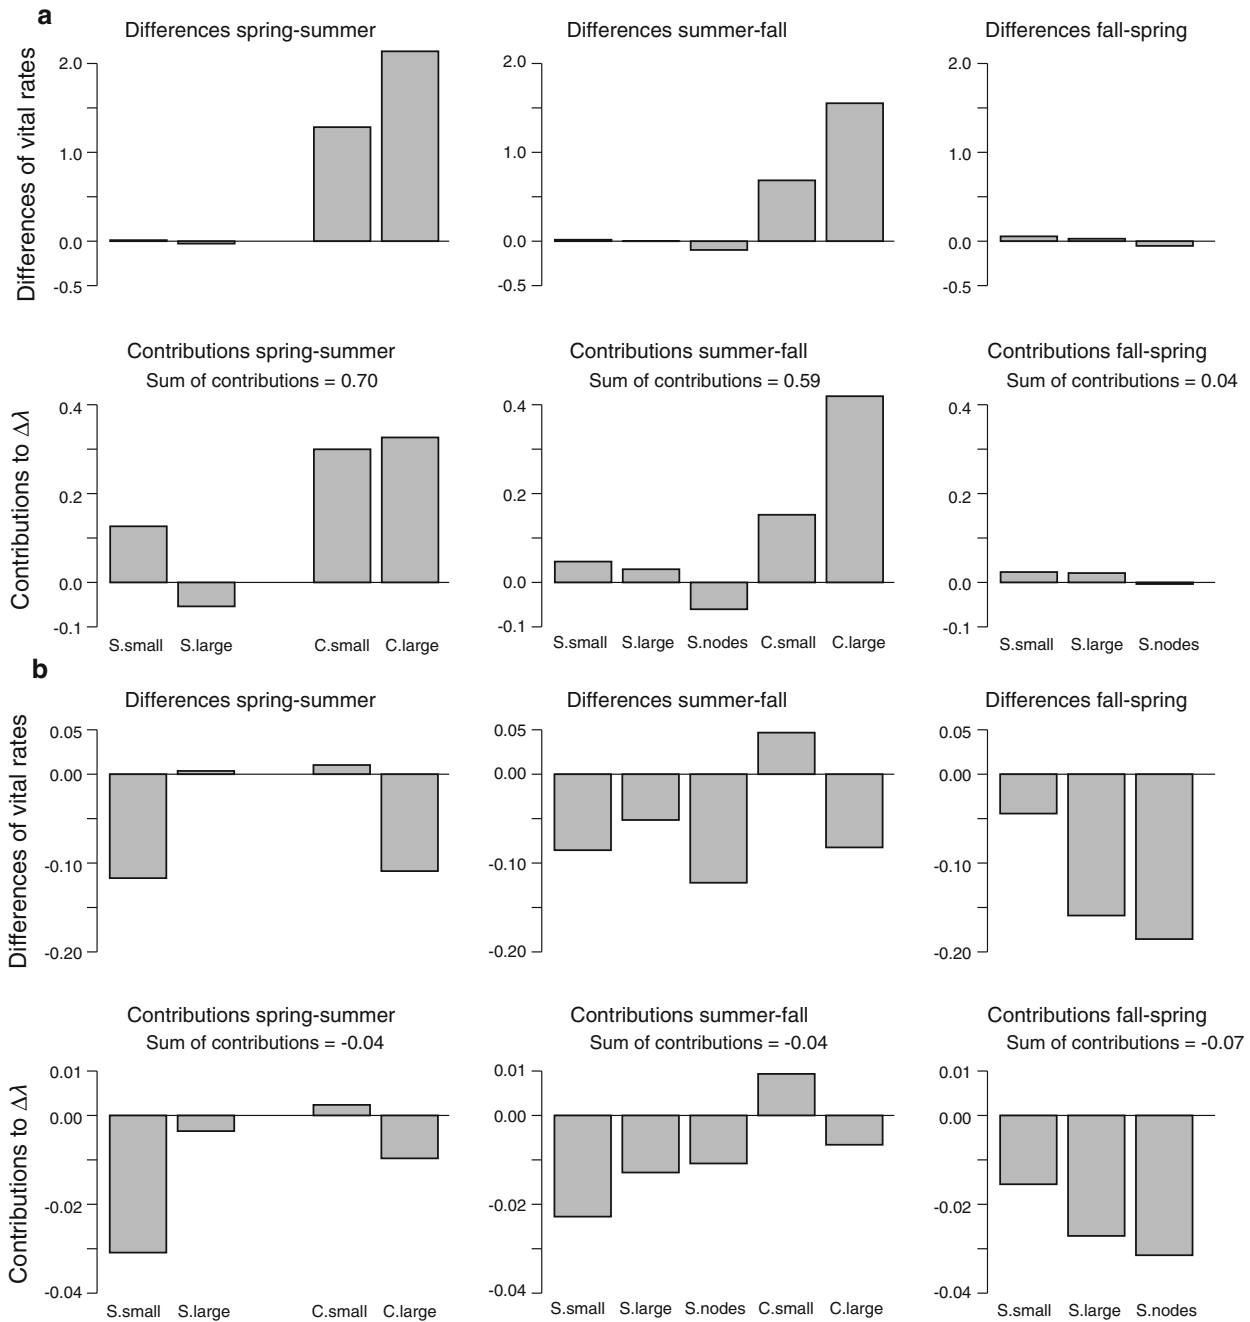 a
Differences spring-summer
Differences summer-fall
Differences fall-spring
Differences of vital rates
2.0
1.0
0.0
-0.5
2.0
1.0
0.0
-0.5
2.0
1.0
0.0
-0.5
Contributions spring-summer
Sum of contributions = 0.70
Contributions summer-fall
Sum of contributions = 0.59
Contributions fall-spring
Sum of contributions = 0.04
Contributions to Δλ
0.4
0.2
0.0
-0.1
0.4
0.2
0.0
-0.1
0.4
0.2
0.0
-0.1
S.small S.large C.small C.large
S.small S.large S.nodes C.small C.large
S.small S.large S.nodes
b
Differences spring-summer
Differences summer-fall
Differences fall-spring
Differences of vital rates
0.05
0.00
-0.10
-0.20
0.05
0.00
-0.10
-0.20
0.05
0.00
-0.10
-0.20
Contributions spring-summer
Sum of contributions = -0.04
Contributions summer-fall
Sum of contributions = -0.04
Contributions fall-spring
Sum of contributions = -0.07
Contributions to Δλ
0.01
0.00
-0.02
-0.04
0.01
0.00
-0.02
-0.04
0.01
0.00
-0.02
-0.04
S.small S.large C.small C.large
S.small S.large S.nodes C.small C.large
S.small S.large S.nodes